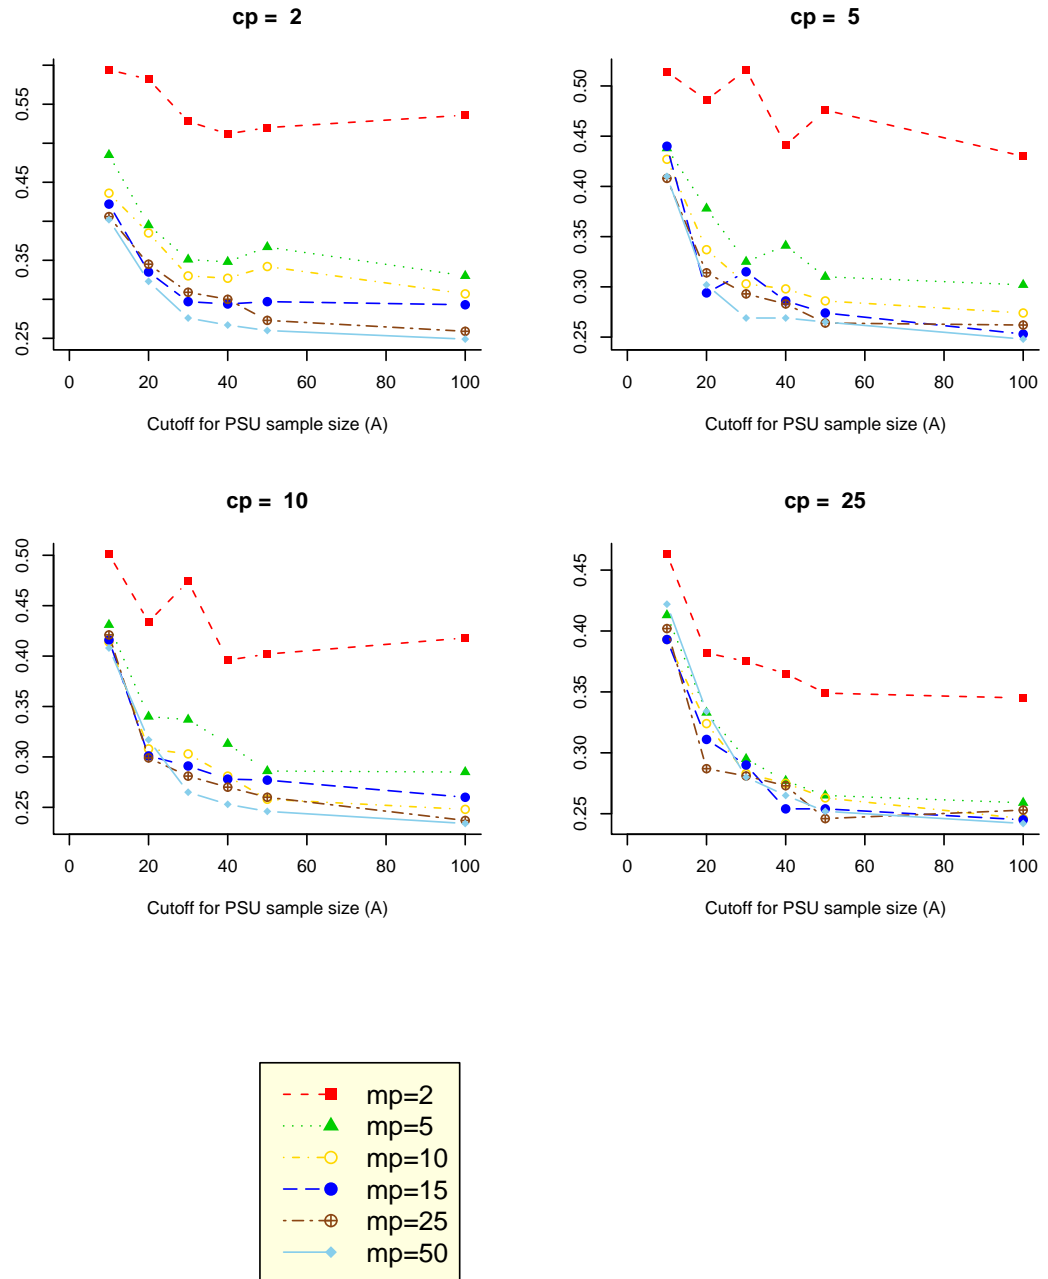 cp = 2
0.25 0.35 0.55
0 20 40 60 80 100
Cutoff for PSU sample size (A)
cp = 5
0.25 0.30 0.35 0.40 0.45 0.50
0 20 40 60 80 100
Cutoff for PSU sample size (A)
cp = 10
0.25 0.30 0.35 0.40 0.45 0.50
0 20 40 60 80 100
Cutoff for PSU sample size (A)
cp = 25
0.25 0.30 0.35 0.40 0.45
0 20 40 60 80 100
Cutoff for PSU sample size (A)
mp=2
mp=5
mp=10
mp=15
mp=25
mp=50